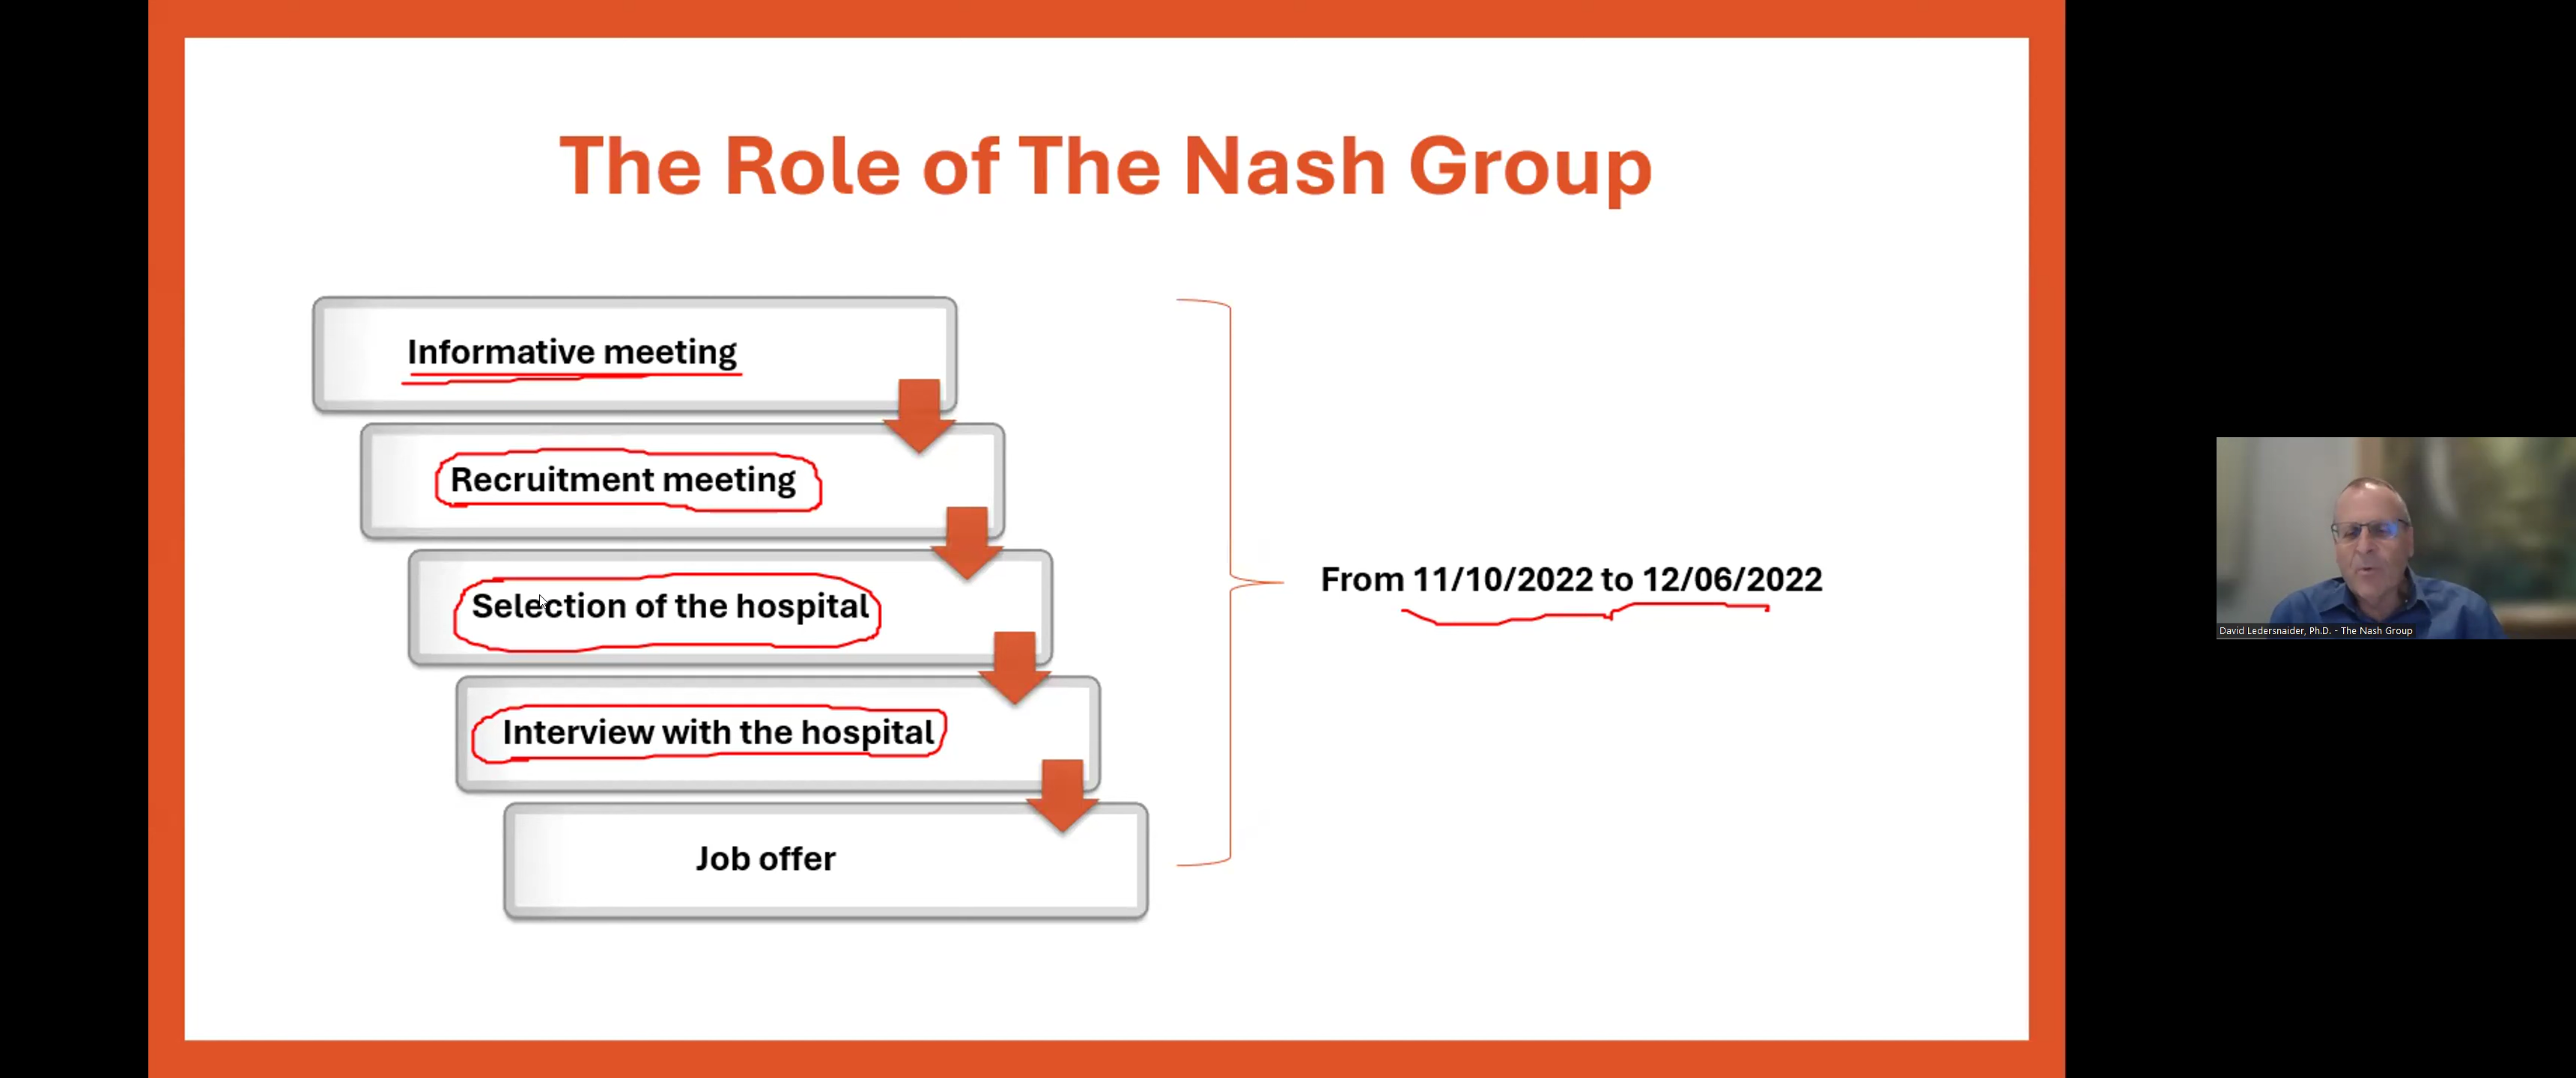 The Role of The Nash Group
Informative meeting
Recruitment meeting
Selection of the hospital
Interview with the hospital
Job offer
From 11/10/2022 to 12/06/2022
David Ledersnaider, Ph.D. - The Nash Group